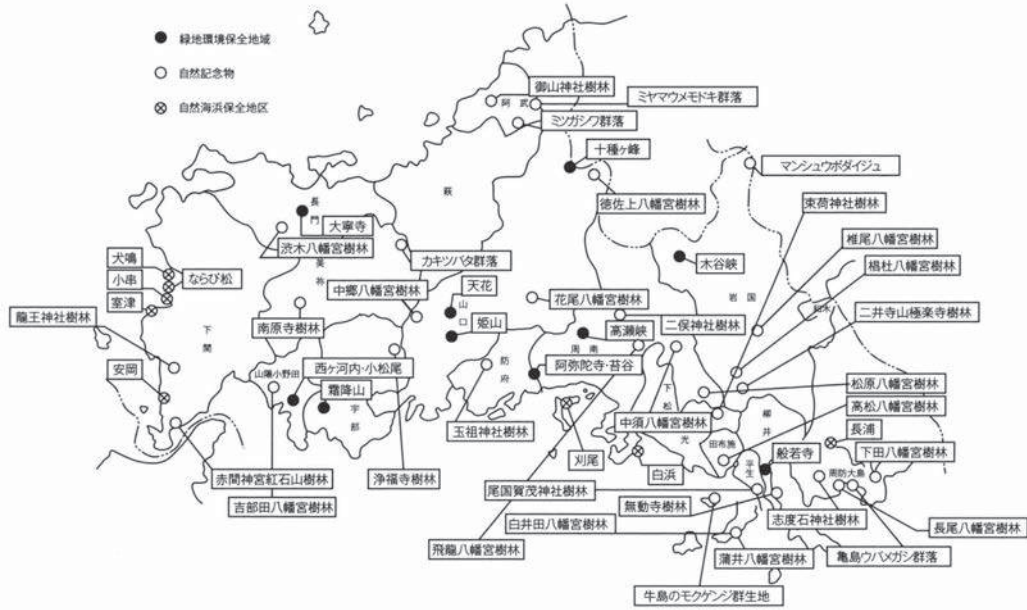 緑地環境保全地域
自然記念物
自然海浜保全地区
御山神社樹林
阿武
ミヤマウメモドキ群落
ミツガシワ群落
十種ヶ峰
マンシュウボダイジュ
徳佐上八幡宮樹林
束荷神社樹林
萩
長門
大寧寺
渋木八幡宮樹林
カキツバタ群落
木谷峡
椎尾八幡宮樹林
椙杜八幡宮樹林
犬鳴
ならび松
小串
室津
美祢
中郷八幡宮樹林
天花
山口
姫山
花尾八幡宮樹林
岩国
和木
二井寺山極楽寺樹林
龍王神社樹林
下関
南原寺樹林
二俣神社樹林
高瀬峡
周南
防府
安岡
山陽小野田
西ヶ河内・小松尾
霜降山
宇部
阿弥陀寺・苔谷
松原八幡宮樹林
下松
高松八幡宮樹林
玉祖神社樹林
中須八幡宮樹林
光
柳井
長浦
田布施
刈尾
白浜
平生
般若寺
下田八幡宮樹林
周防大島
赤間神宮紅石山樹林
浄福寺樹林
吉部田八幡宮樹林
尾国賀茂神社樹林
無動寺樹林
白井田八幡宮樹林
志度石神社樹林
長尾八幡宮樹林
飛龍八幡宮樹林
蒲井八幡宮樹林
亀島ウバメガシ群落
牛島のモクゲンジ群生地